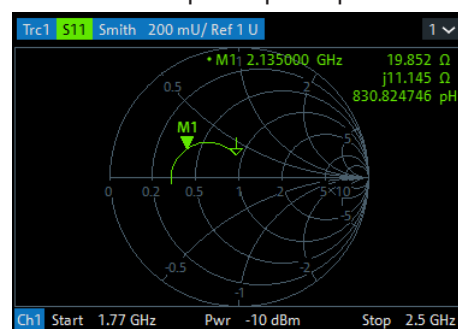 Trc1 S11 Smith 200 mU/ Ref 1 U 1
• M1 2.135000 GHz 19.852 Ω
j11.145 Ω
830.824746 pH
1
0.5 2
M1
5
0 0.2 0.5 1 2 5 10
-5
-0.5 -2
-1
Ch1 Start 1.77 GHz Pwr -10 dBm Stop 2.5 GHz